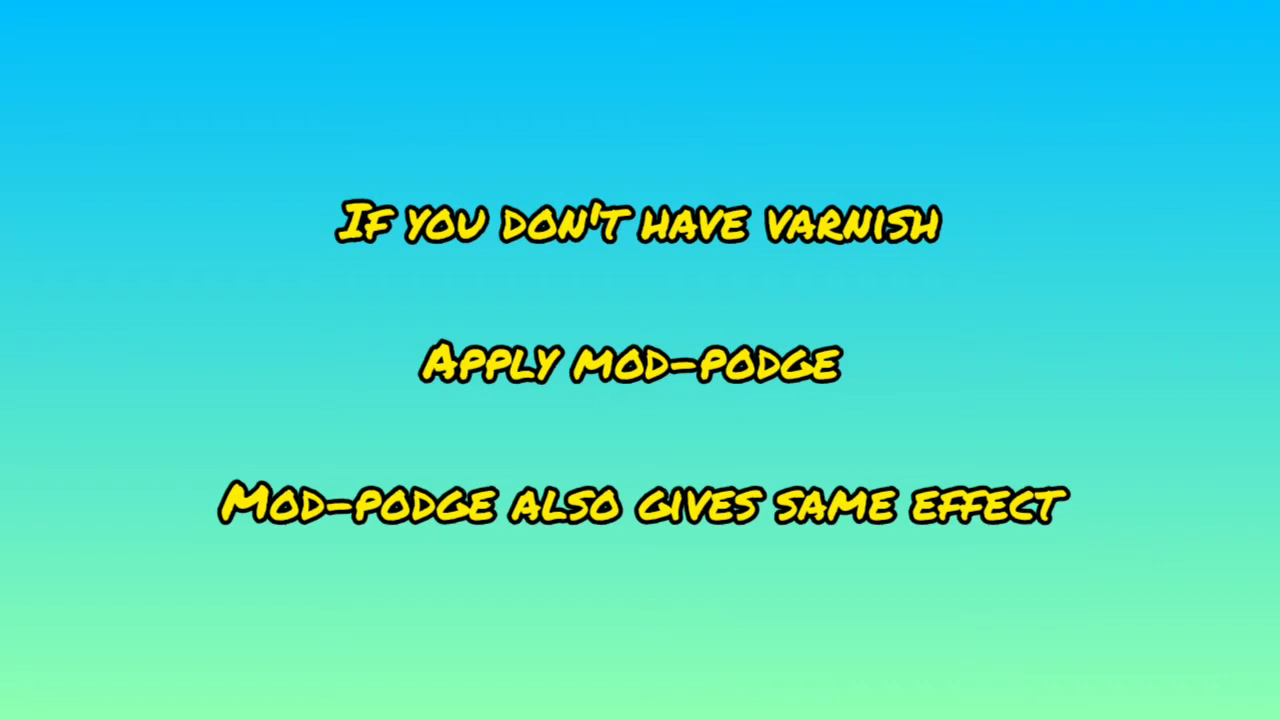 If you don't have varnish
Apply mod-podge
Mod-podge also gives same effect